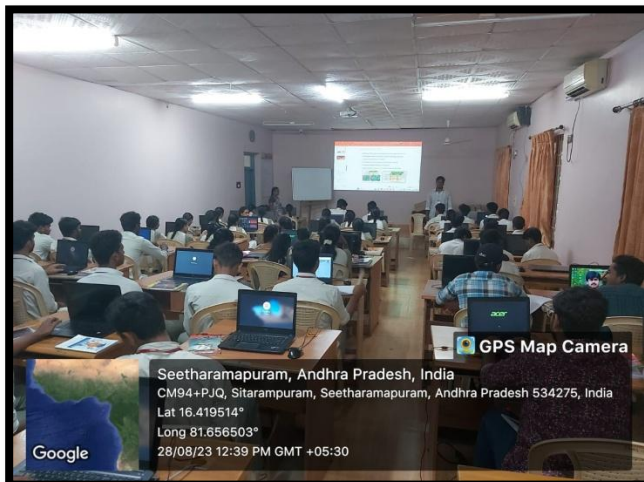 acer
GPS Map Camera
Seetharamapuram, Andhra Pradesh, India
CM94+PJQ, Sitarampuram, Seetharamapuram, Andhra Pradesh 534275, India
Lat 16.419514°
Long 81.656503°
28/08/23 12:39 PM GMT +05:30
Google